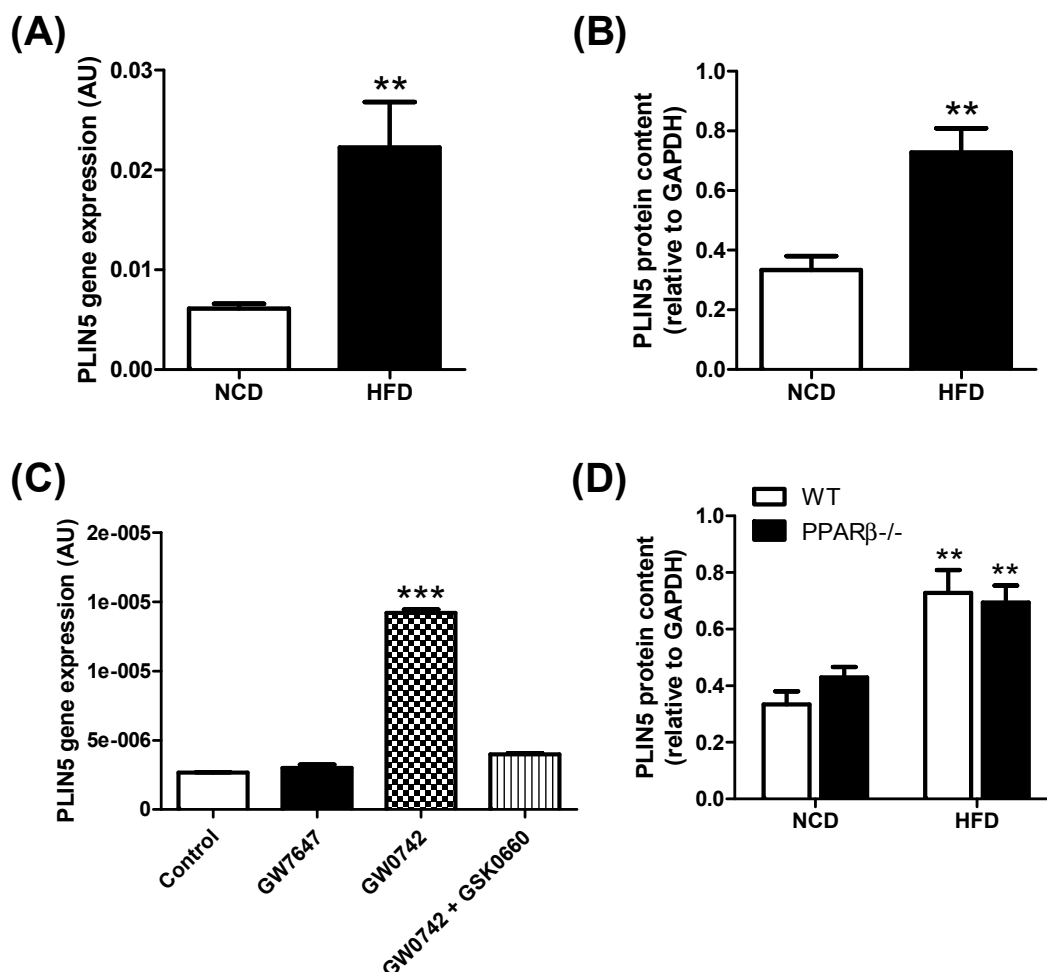 (A)
PLIN5 gene expression (AU)
0.03
0.02
0.01
0.00
**
NCD HFD
(B)
PLIN5 protein content
(relative to GAPDH)
1.0
0.8
0.6
0.4
0.2
0.0
**
NCD HFD
(C)
PLIN5 gene expression (AU)
2e-005
1e-005
1e-005
5e-006
0
***
Control
GW7647
GW0742
GW0742 + GSK0660
(D)
WT
PPARβ-/-
PLIN5 protein content
(relative to GAPDH)
1.0
0.8
0.6
0.4
0.2
0.0
** **
NCD HFD